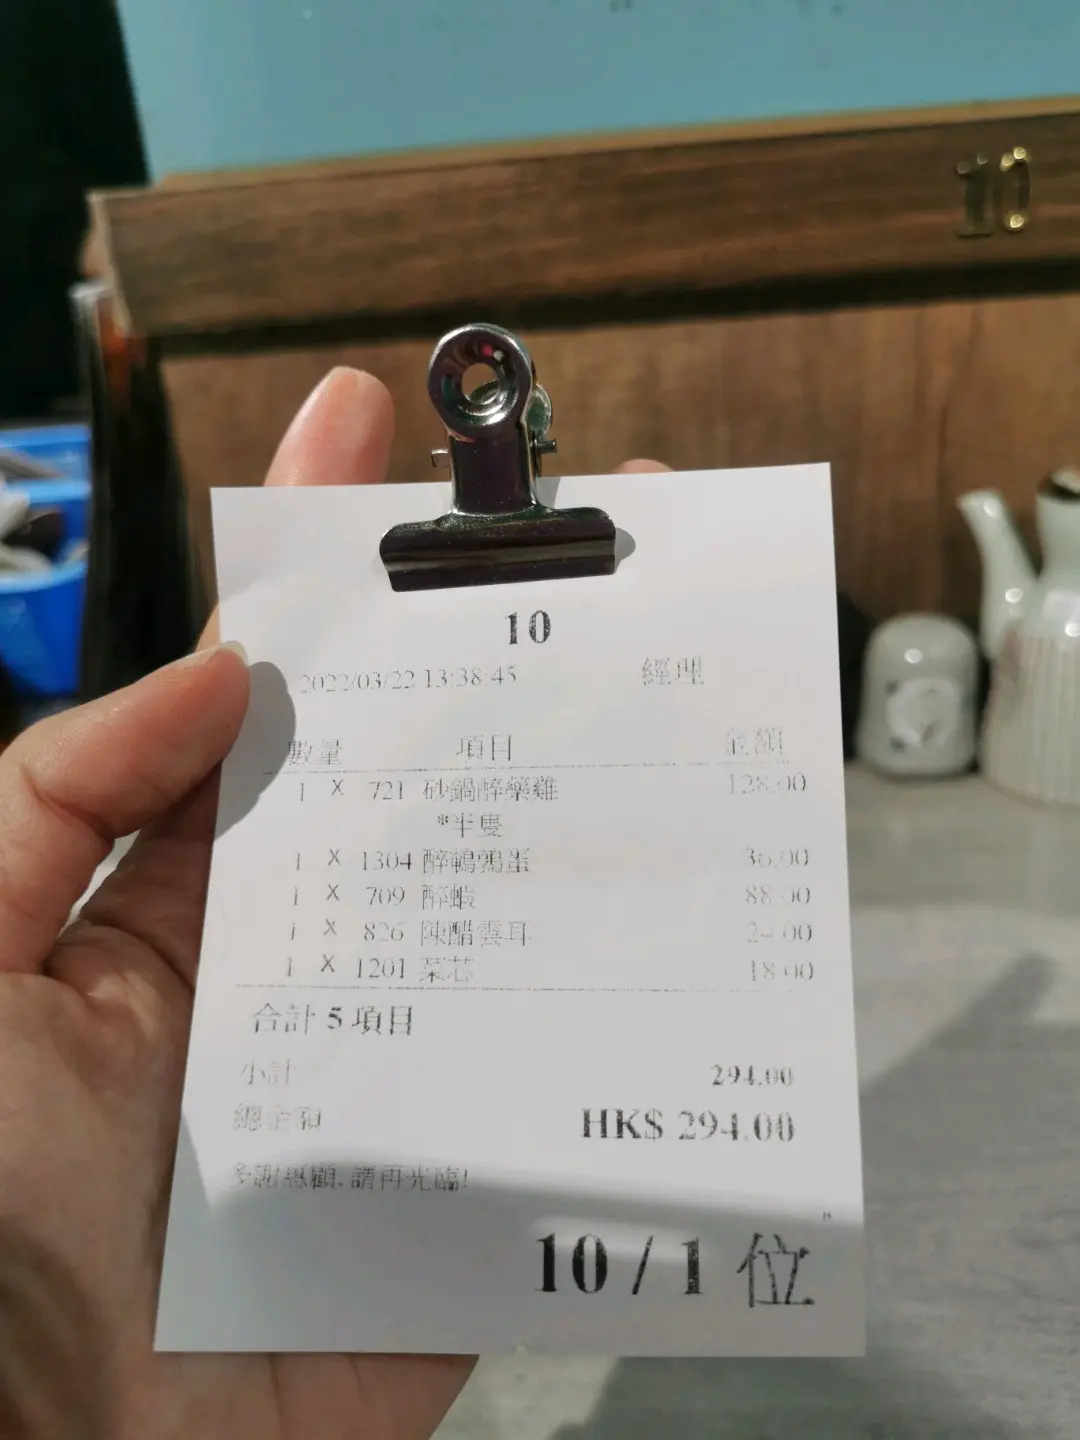 10
10
2022/03/22 13:38:45 經理
數量 項目 金額
1 X 721 砂鍋醉藥雞 128.00
*半隻
1 X 1304 醉鵪鶉蛋 36.00
1 X 709 醉蝦 88.00
1 X 826 陳醋雲耳 24.00
1 X 1201 菜芯 18.00
合計 5 項目
小計 294.00
總金額 HK$ 294.00
多謝惠顧, 請再光臨!
10 / 1 位